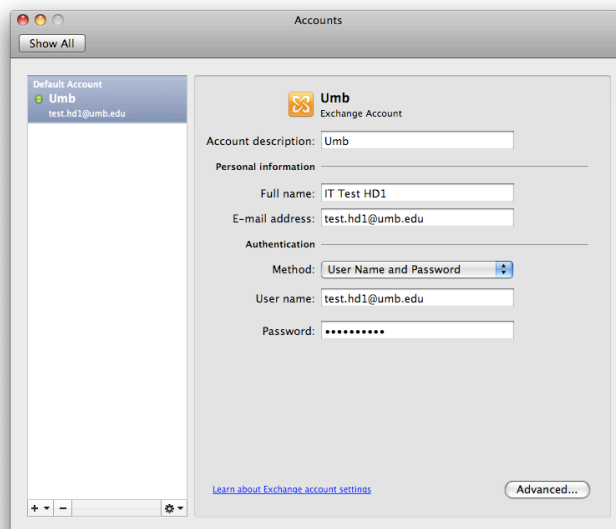 Accounts
Show All
Default Account
Umb
test.hd1@umb.edu
Umb
Exchange Account
Account description: Umb
Personal information
Full name: IT Test HD1
E-mail address: test.hd1@umb.edu
Authentication
Method: User Name and Password
User name: test.hd1@umb.edu
Password: ••••••••••
Learn about Exchange account settings
Advanced...